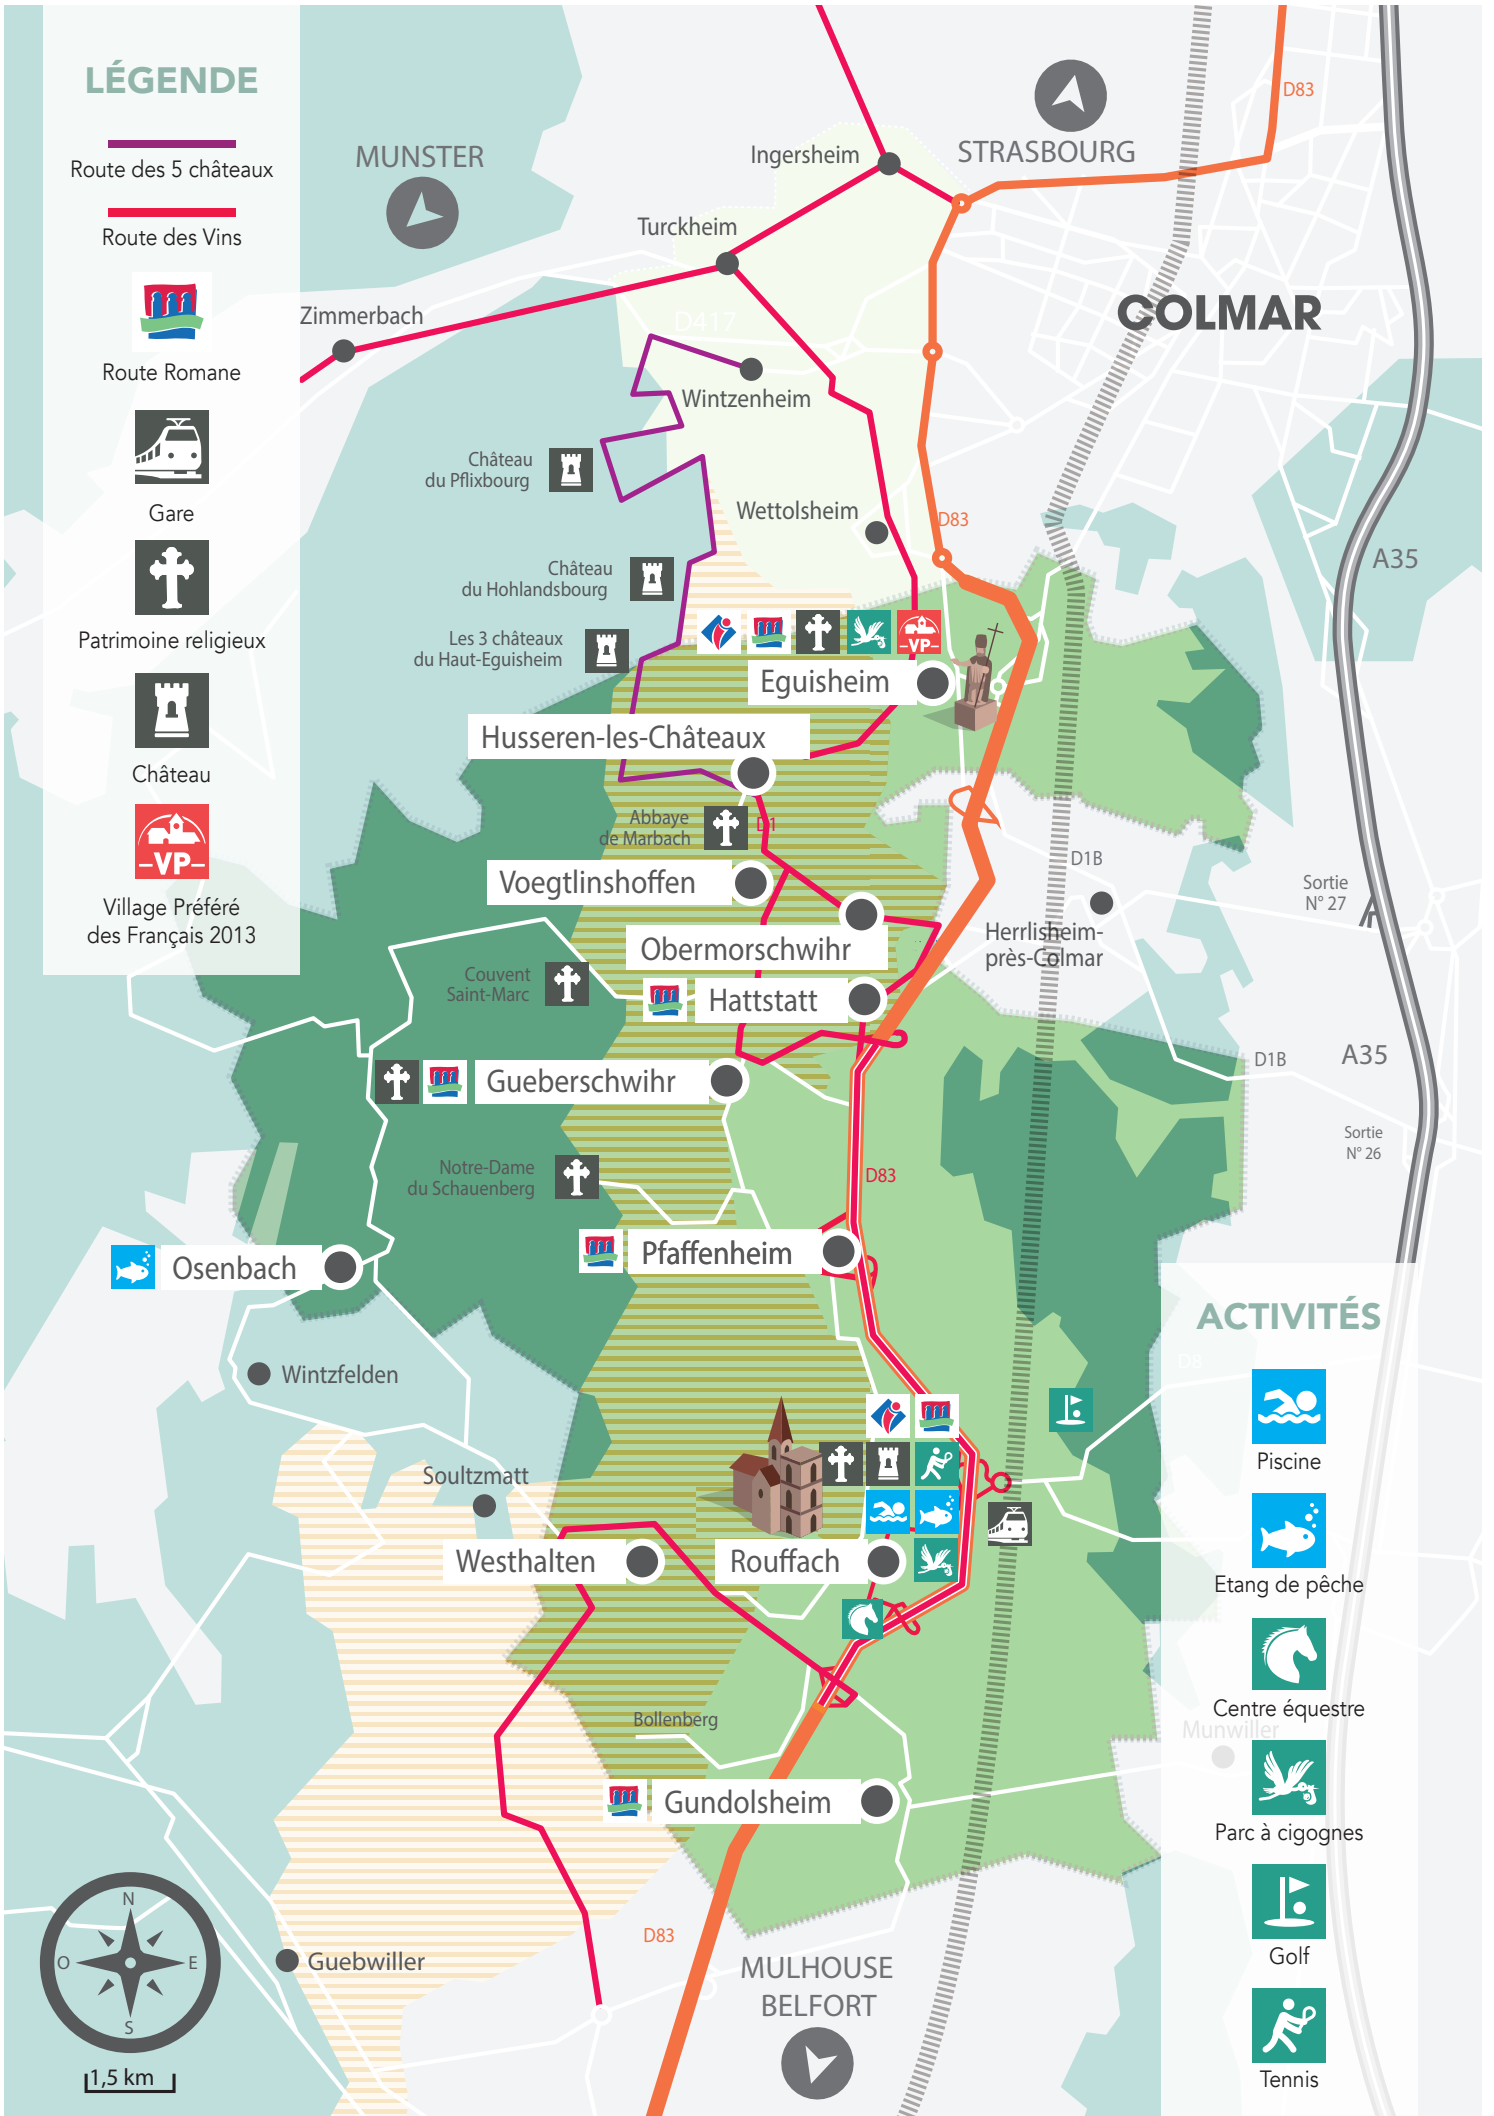 LÉGENDE
Route des 5 châteaux
Route des Vins
Route Romane
Gare
Patrimoine religieux
Château
-VP-
Village Préféré
des Français 2013
MUNSTER
STRASBOURG
D83
Ingersheim
Turckheim
Zimmerbach
D417
COLMAR
Wintzenheim
Château
du Pflixbourg
Wettolsheim
D83
A35
Château
du Hohlandsbourg
Les 3 châteaux
du Haut-Eguisheim
-VP-
Eguisheim
Husseren-les-Châteaux
Abbaye
de Marbach
D1
D1B
Voegtlinshoffen
Sortie
N° 27
Obermorschwihr
Herrlisheim-
près-Colmar
Couvent
Saint-Marc
Hattstatt
D1B
A35
Gueberschwihr
Sortie
N° 26
Notre-Dame
du Schauenberg
D83
Pfaffenheim
Osenbach
Wintzfelden
Soultzmatt
Westhalten
Rouffach
Bollenberg
Gundolsheim
Munwiller
D8
ACTIVITÉS
Piscine
Etang de pêche
Centre équestre
Parc à cigognes
Golf
Tennis
D83
Guebwiller
MULHOUSE
BELFORT
N
O
E
S
1,5 km